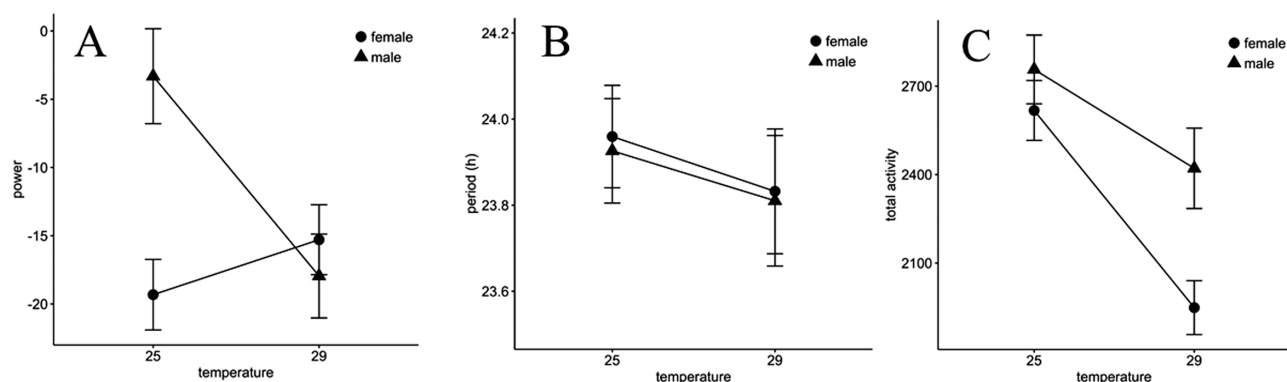 A
female
male
0
-5
-10
-15
-20
power
25
29
temperature
B
female
male
24.2
24.0
23.8
23.6
period (h)
25
29
temperature
C
female
male
2700
2400
2100
total activity
25
29
temperature